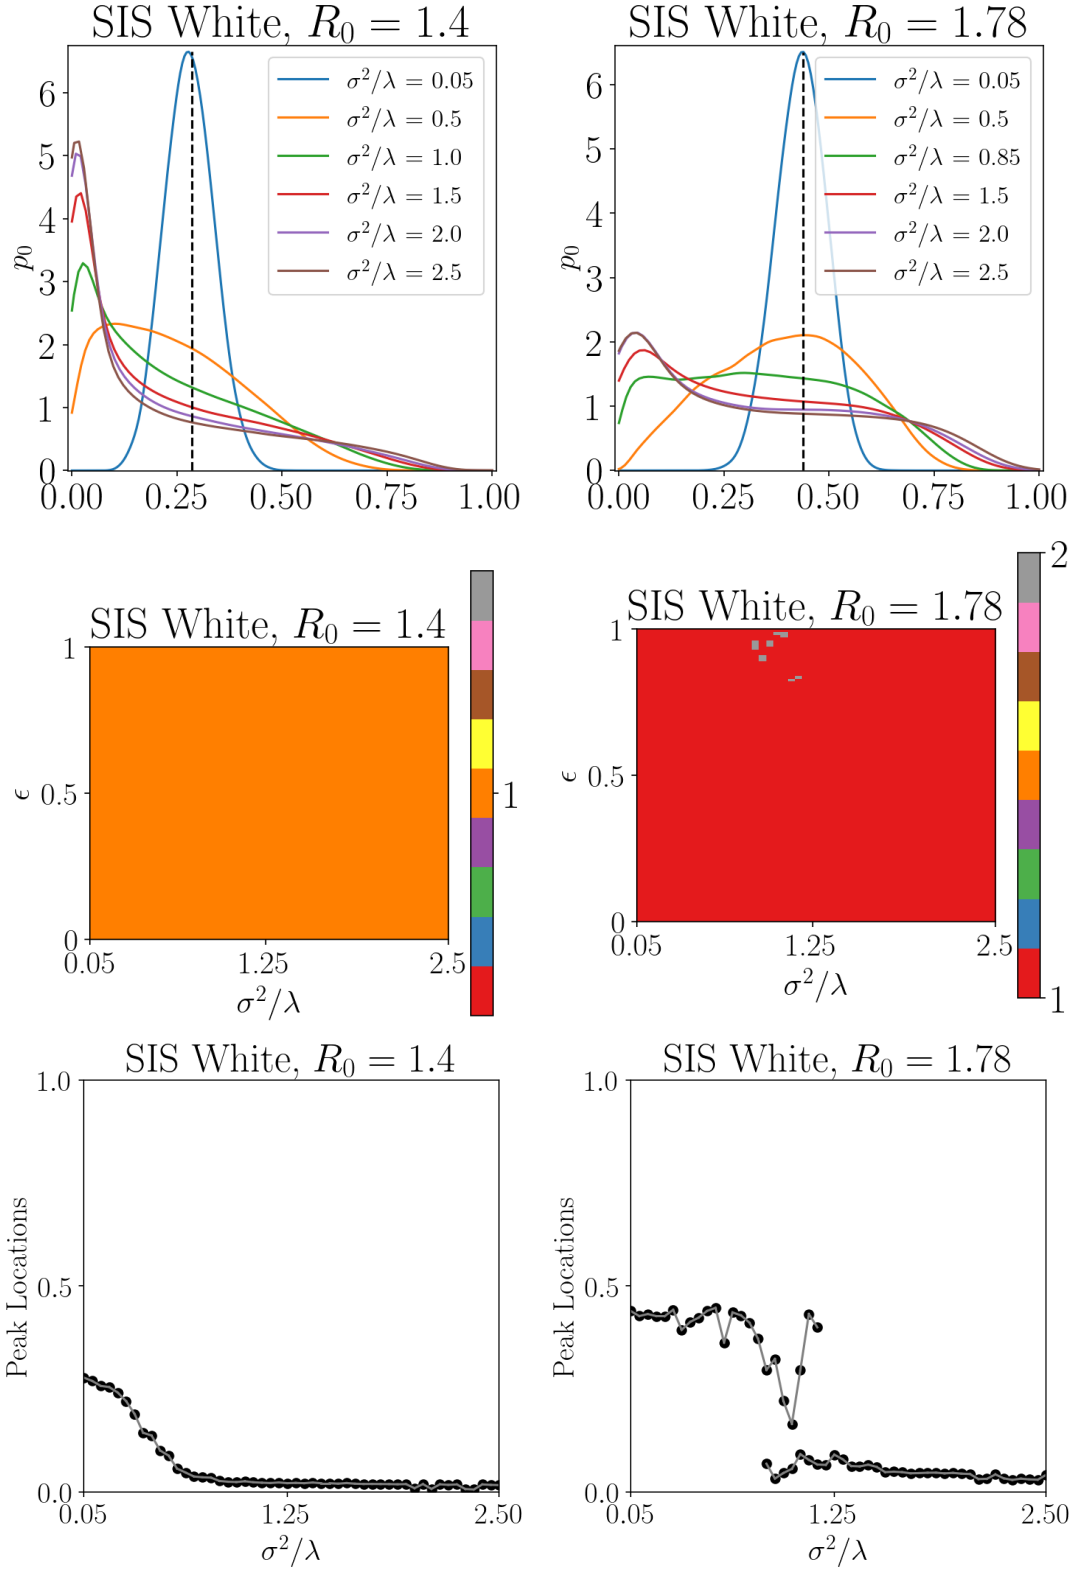 SIS White, R₀ = 1.4
p₀
6
5
4
3
2
1
0
0.00 0.25 0.50 0.75 1.00
σ²/λ = 0.05
σ²/λ = 0.5
σ²/λ = 1.0
σ²/λ = 1.5
σ²/λ = 2.0
σ²/λ = 2.5
SIS White, R₀ = 1.78
p₀
6
5
4
3
2
1
0
0.00 0.25 0.50 0.75 1.00
σ²/λ = 0.05
σ²/λ = 0.5
σ²/λ = 0.85
σ²/λ = 1.5
σ²/λ = 2.0
σ²/λ = 2.5
SIS White, R₀ = 1.4
ϵ
1
0.5
0
0.05 1.25 2.5
σ²/λ
1
SIS White, R₀ = 1.78
ϵ
1
0.5
0
0.05 1.25 2.5
σ²/λ
2
1
SIS White, R₀ = 1.4
Peak Locations
1.0
0.5
0.0
0.05 1.25 2.50
σ²/λ
SIS White, R₀ = 1.78
Peak Locations
1.0
0.5
0.0
0.05 1.25 2.50
σ²/λ